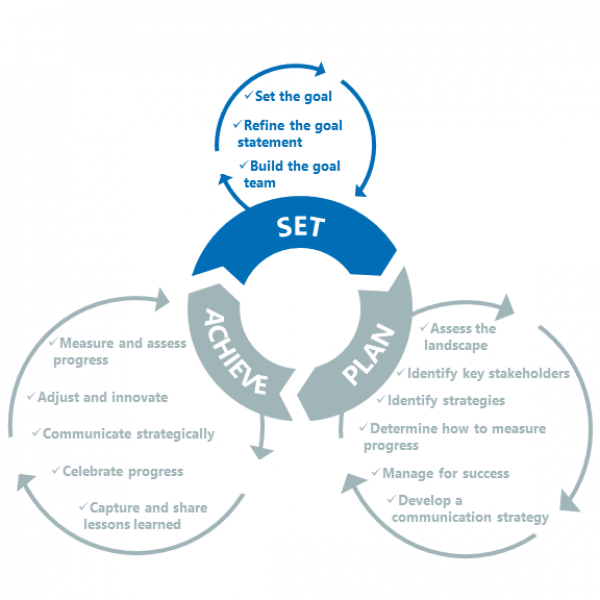 ✓Set the goal
✓Refine the goal
statement
✓Build the goal
team
SET
ACHIEVE
PLAN
✓Measure and assess
progress
✓Adjust and innovate
✓Communicate strategically
✓Celebrate progress
✓Capture and share
lessons learned
✓Assess the
landscape
✓Identify key stakeholders
✓Identify strategies
✓Determine how to measure
progress
✓Manage for success
✓Develop a
communication strategy